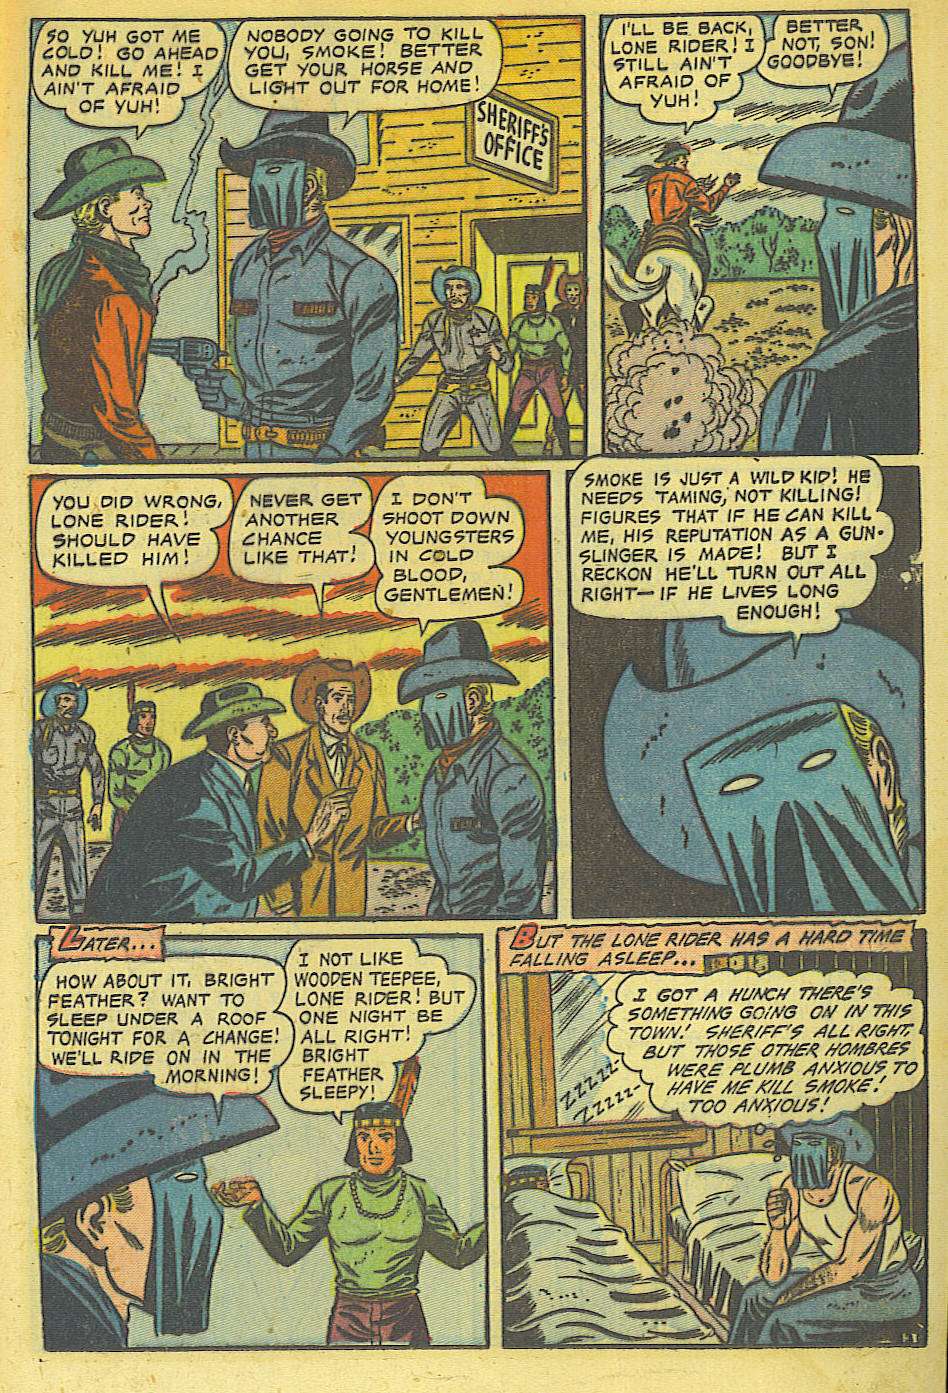 SO YUH GOT ME
COLD! GO AHEAD
AND KILL ME! I
AIN'T AFRAID
OF YUH!
NOBODY GOING TO KILL
YOU, SMOKE! BETTER
GET YOUR HORSE AND
LIGHT OUT FOR HOME!
SHERIFF'S
OFFICE
I'LL BE BACK,
LONE RIDER! I
STILL AIN'T
AFRAID OF
YUH!
BETTER
NOT, SON!
GOODBYE!
YOU DID WRONG,
LONE RIDER!
SHOULD HAVE
KILLED HIM!
NEVER GET
ANOTHER
CHANCE
LIKE THAT!
I DON'T
SHOOT DOWN
YOUNGSTERS
IN COLD
BLOOD,
GENTLEMEN!
SMOKE IS JUST A WILD KID! HE
NEEDS TAMING, NOT KILLING!
FIGURES THAT IF HE CAN KILL
ME, HIS REPUTATION AS A GUN-
SLINGER IS MADE! BUT I
RECKON HE'LL TURN OUT ALL
RIGHT—IF HE LIVES LONG
ENOUGH!
LATER...
HOW ABOUT IT, BRIGHT
FEATHER? WANT TO
SLEEP UNDER A ROOF
TONIGHT FOR A CHANGE!
WE'LL RIDE ON IN THE
MORNING!
I NOT LIKE
WOODEN TEEPEE,
LONE RIDER! BUT
ONE NIGHT BE
ALL RIGHT!
BRIGHT
FEATHER
SLEEPY!
BUT THE LONE RIDER HAS A HARD TIME
FALLING ASLEEP...
I GOT A HUNCH THERE'S
SOMETHING GOING ON IN THIS
TOWN! SHERIFF'S ALL RIGHT,
BUT THOSE OTHER HOMBRES
WERE PLUMB ANXIOUS TO
HAVE ME KILL SMOKE!
TOO ANXIOUS!
ZZZZZ
ZZZZZ-